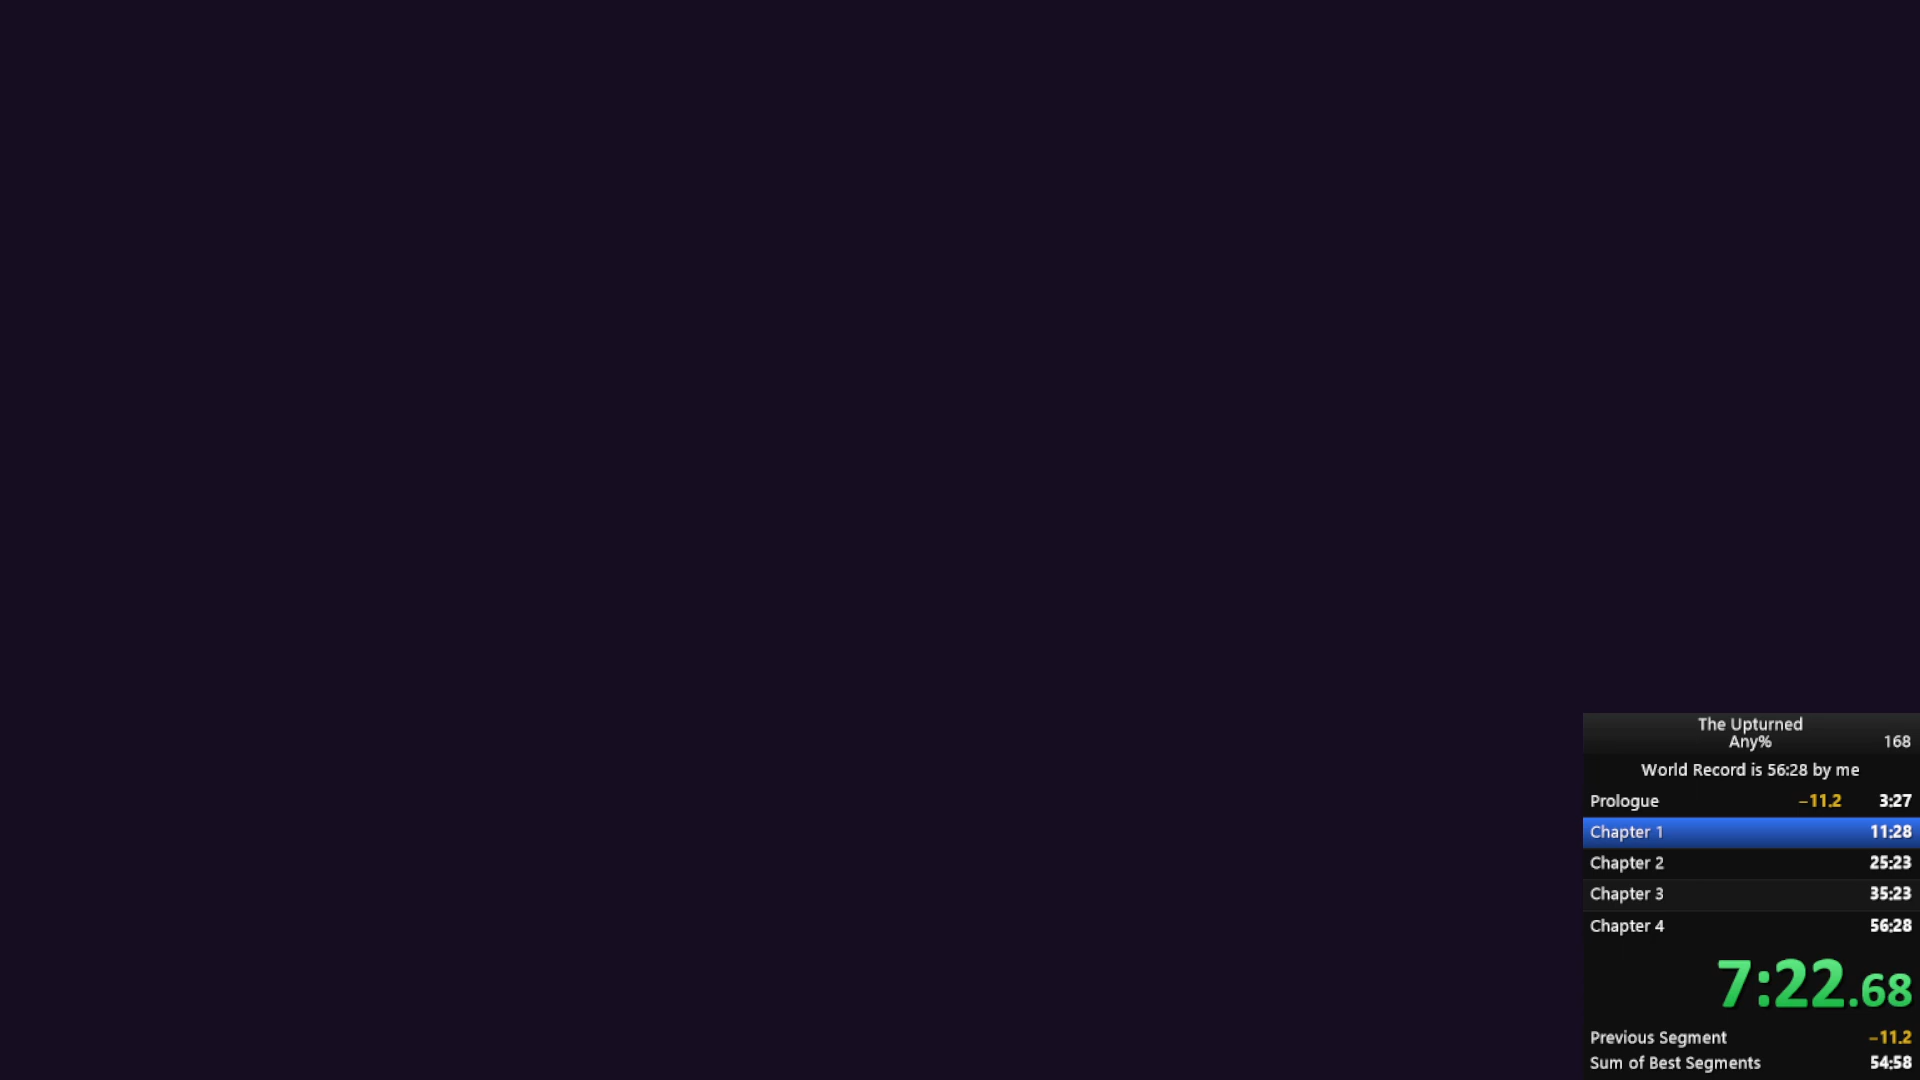 The Upturned
Any% 168
World Record is 56:28 by me
Prologue −11.2 3:27
Chapter 1 11:28
Chapter 2 25:23
Chapter 3 35:23
Chapter 4 56:28
7:22.68
Previous Segment −11.2
Sum of Best Segments 54:58